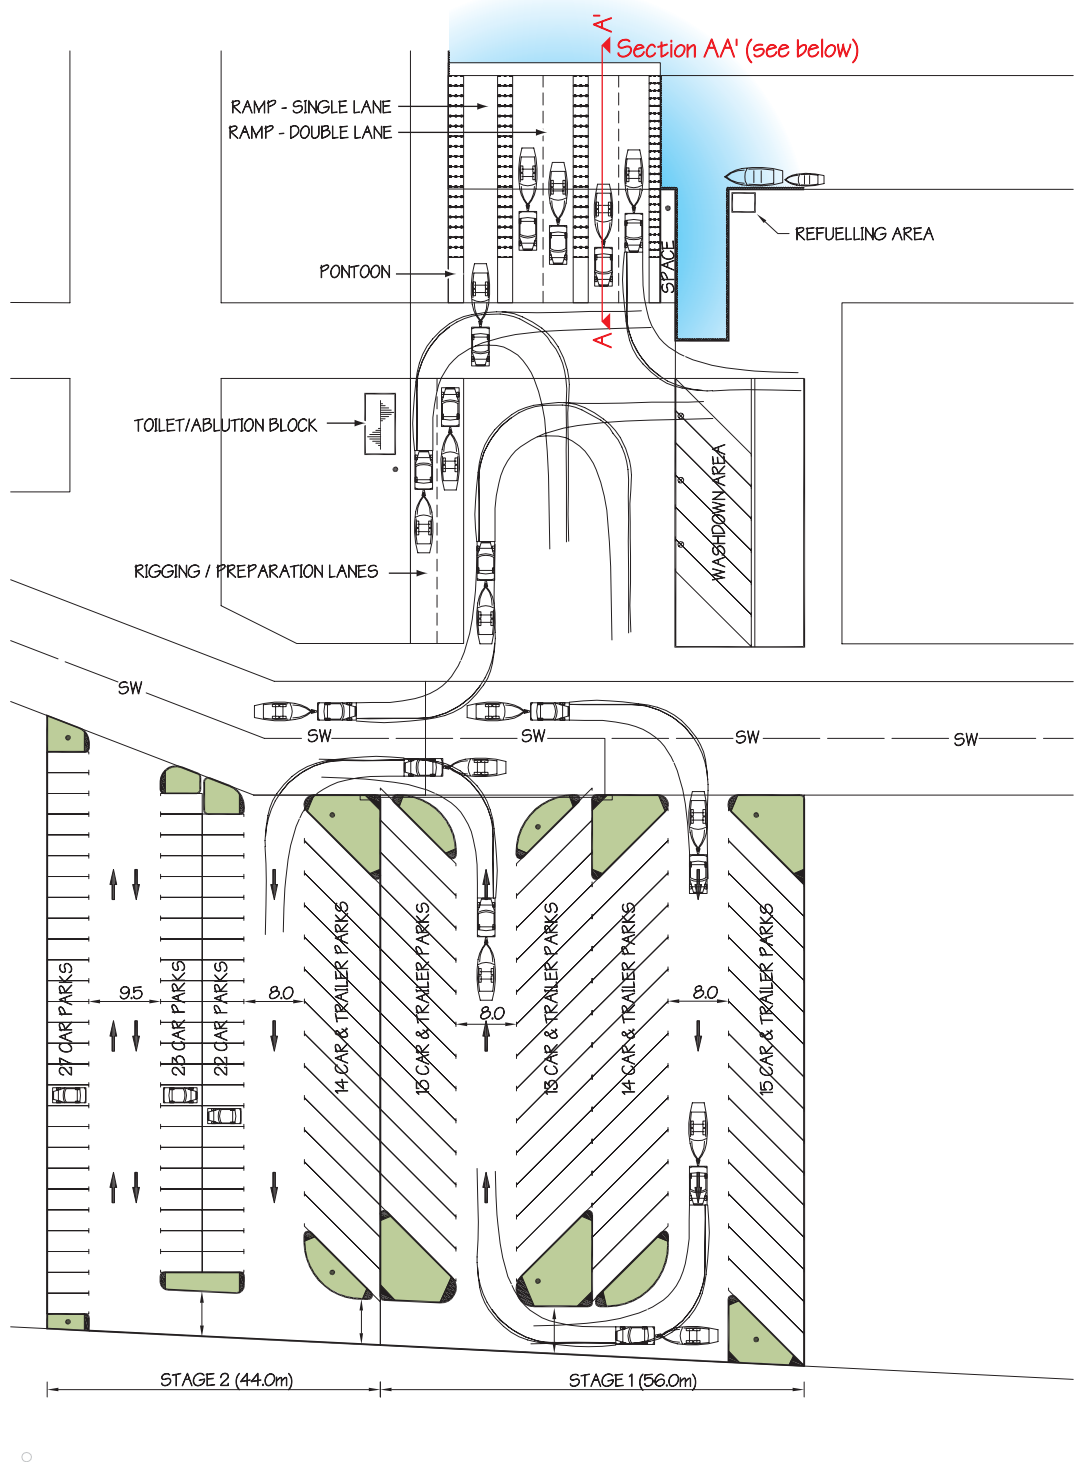 A'
Section AA' (see below)
RAMP - SINGLE LANE
RAMP - DOUBLE LANE
REFUELLING AREA
SPACE
PONTOON
A
TOILET/ABLUTION BLOCK
WASHDOWN AREA
RIGGING / PREPARATION LANES
SW
SW
SW
SW
SW
27 CAR PARKS
9.5
23 CAR PARKS
22 CAR PARKS
8.0
14 CAR & TRAILER PARKS
13 CAR & TRAILER PARKS
8.0
13 CAR & TRAILER PARKS
14 CAR & TRAILER PARKS
8.0
15 CAR & TRAILER PARKS
STAGE 2 (44.0m)
STAGE 1 (56.0m)